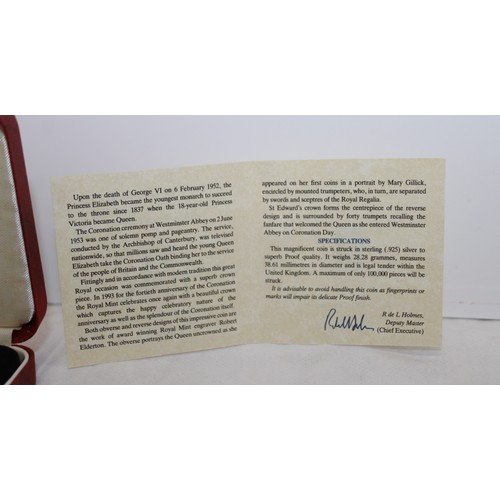 Upon the death of George VI on 6 February 1952, the
Princess Elizabeth became the youngest monarch to succeed
to the throne since 1837 when the 18-year-old Princess
Victoria became Queen.
The Coronation ceremony at Westminster Abbey on 2 June
1953 was one of solemn pomp and pageantry. The service,
conducted by the Archbishop of Canterbury, was televised
nationwide, so that millions saw and heard the young Queen
Elizabeth take the Coronation Oath binding her to the service
of the people of Britain and the Commonwealth.
Fittingly and in accordance with modern tradition this great
Royal occasion was commemorated with a superb crown
piece. In 1993 for the fortieth anniversary of the Coronation
the Royal Mint celebrates once again with a beautiful crown
which captures the happy celebratory nature of the
anniversary as well as the splendour of the Coronation itself.
Both obverse and reverse designs of this impressive coin are
the work of award winning Royal Mint engraver Robert
Elderton. The obverse portrays the Queen uncrowned as she
appeared on her first coins in a portrait by Mary Gillick,
encircled by mounted trumpeters, who, in turn, are separated
by swords and sceptres of the Royal Regalia.
St Edward's crown forms the centrepiece of the reverse
design and is surrounded by forty trumpets recalling the
fanfare that welcomed the Queen as she entered Westminster
Abbey on Coronation Day.
SPECIFICATIONS
This magnificent coin is struck in sterling (.925) silver to
superb Proof quality. It weighs 28.28 grammes, measures
38.61 millimetres in diameter and is legal tender within the
United Kingdom. A maximum of only 100,000 pieces will be
struck.
It is advisable to avoid handling this coin as fingerprints or
marks will impair its delicate Proof finish.
R de L Holmes,
Deputy Master
(Chief Executive)